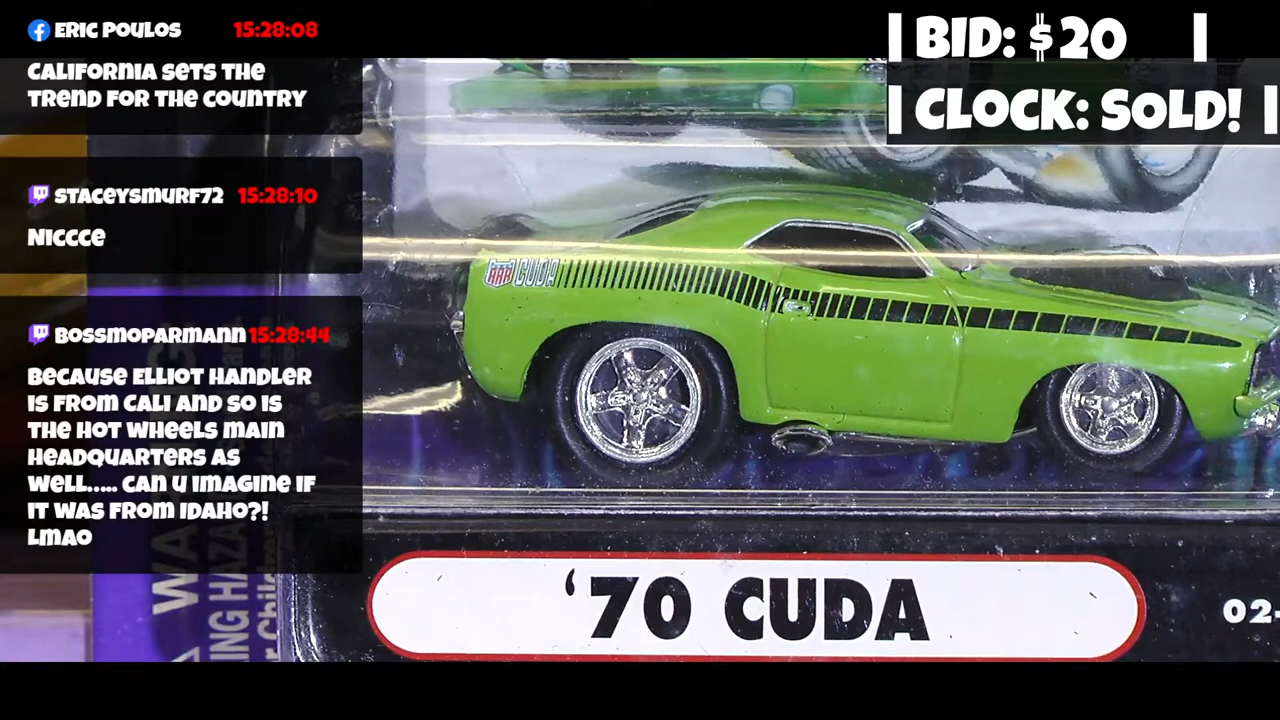 ERIC POULOS 15:28:08
CALIFORNIA SETS THE
TREND FOR THE COUNTRY
STACEYSMURF72 15:28:10
NICCCE
BOSSMOPARMANN 15:28:44
BECAUSE ELLIOT HANDLER
IS FROM CALI AND SO IS
THE HOT WHEELS MAIN
HEADQUARTERS AS
WELL..... CAN U IMAGINE IF
IT WAS FROM IDAHO?!
LMAO
| BID: $20 |
| CLOCK: SOLD! |
AAR CUDA
'70 CUDA
02-